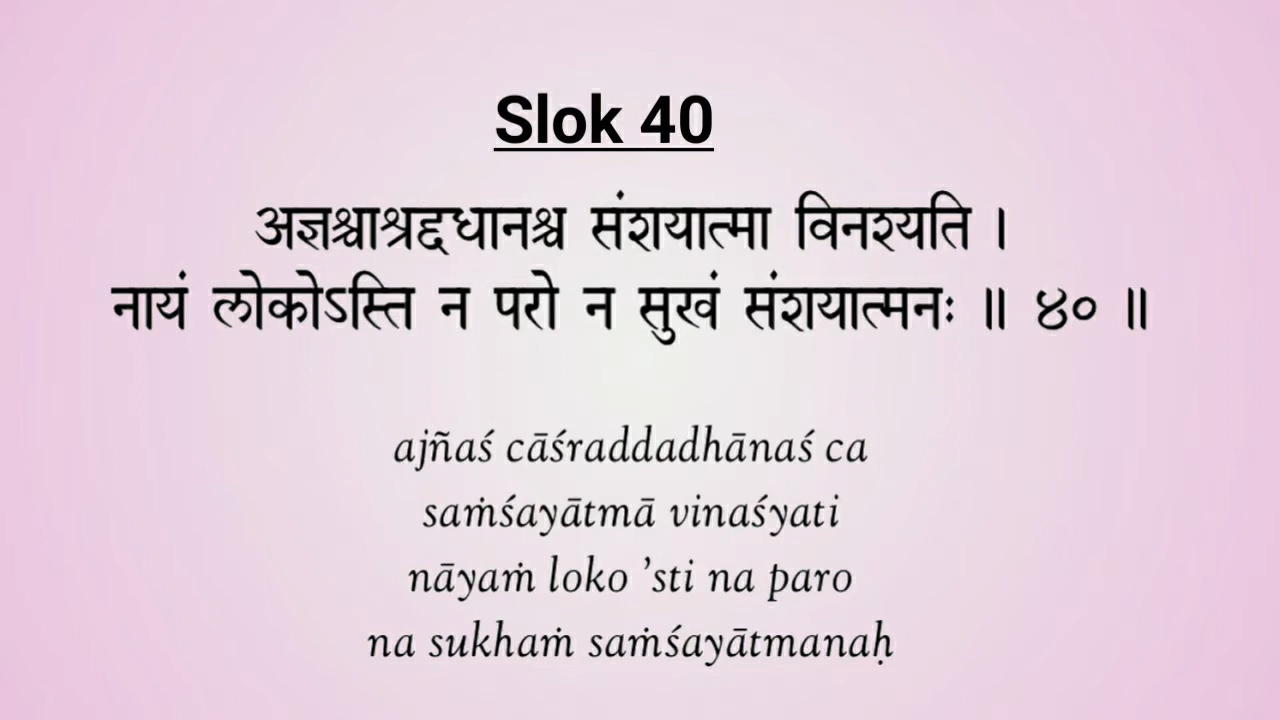 Slok 40
अज्ञश्चाश्रद्दधानश्च संशयात्मा विनश्यति ।
नायं लोकोऽस्ति न परो न सुखं संशयात्मनः ॥ ४० ॥
ajñaś cāśraddadhānaś ca
saṁśayātmā vinaśyati
nāyaṁ loko ’sti na paro
na sukhaṁ saṁśayātmanaḥ